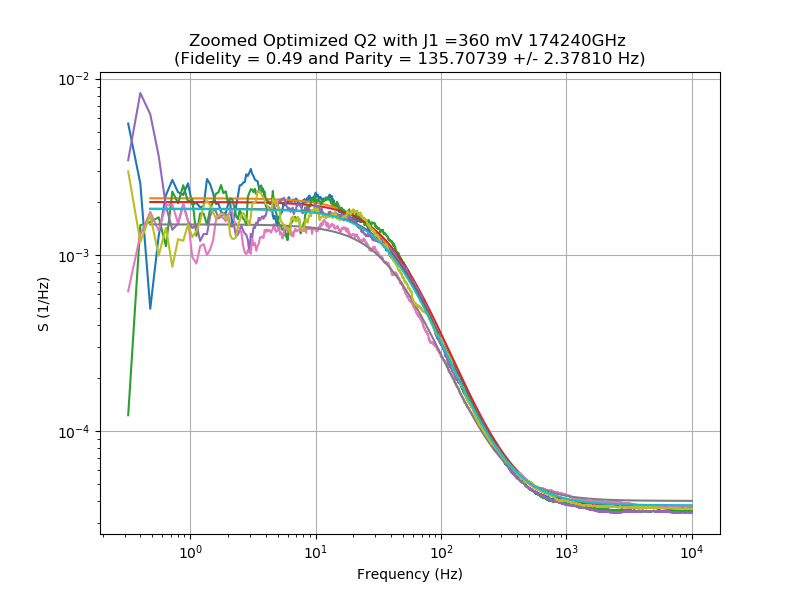 Zoomed Optimized Q2 with J1 =360 mV 174240GHz
(Fidelity = 0.49 and Parity = 135.70739 +/- 2.37810 Hz)
10⁻²
10⁻³
10⁻⁴
S (1/Hz)
10⁰ 10¹ 10² 10³ 10⁴
Frequency (Hz)